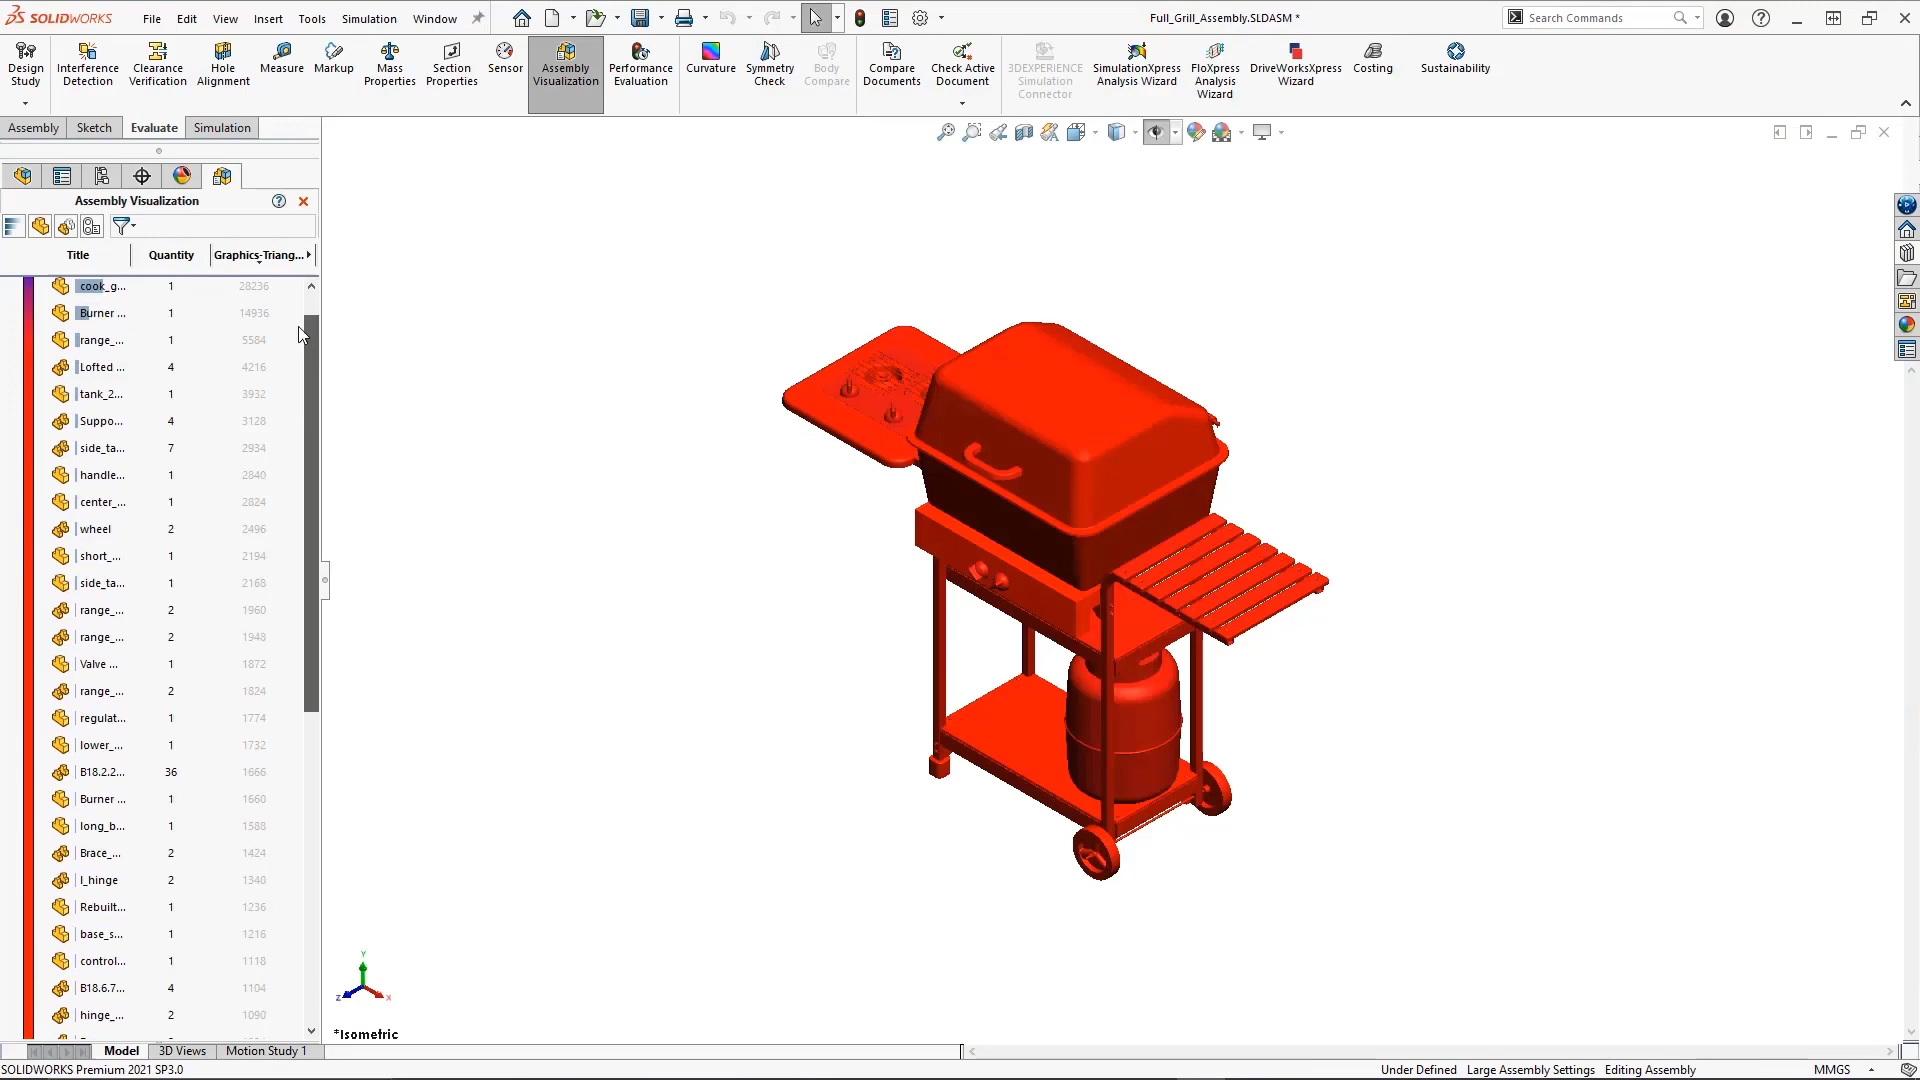 SOLIDWORKS File Edit View Insert Tools Simulation Window Full_Grill_Assembly.SLDASM * Search Commands
Design Study
Interference Detection
Clearance Verification
Hole Alignment
Measure
Markup
Mass Properties
Section Properties
Sensor
Assembly Visualization
Performance Evaluation
Curvature
Symmetry Check
Body Compare
Compare Documents
Check Active Document
3DEXPERIENCE Simulation Connector
SimulationXpress Analysis Wizard
FloXpress Analysis Wizard
DriveWorksXpress Wizard
Costing
Sustainability
Assembly Sketch Evaluate Simulation
Assembly Visualization
Title Quantity Graphics-Triang...
cook_g... 1 28236
Burner ... 1 14936
range_... 1 5584
Lofted ... 4 4216
tank_2... 1 3932
Suppo... 4 3128
side_ta... 7 2934
handle... 1 2840
center_... 1 2824
wheel 2 2496
short_... 1 2194
side_ta... 1 2168
range_... 2 1960
range_... 2 1948
Valve ... 1 1872
range_... 2 1824
regulat... 1 1774
lower_... 1 1732
B18.2.2... 36 1666
Burner ... 1 1660
long_b... 1 1588
Brace_... 2 1424
l_hinge 2 1340
Rebuilt... 1 1236
base_s... 1 1216
control... 1 1118
B18.6.7... 4 1104
hinge_... 2 1090
Y
Z X
*Isometric
Model 3D Views Motion Study 1
SOLIDWORKS Premium 2021 SP3.0 Under Defined Large Assembly Settings Editing Assembly MMGS